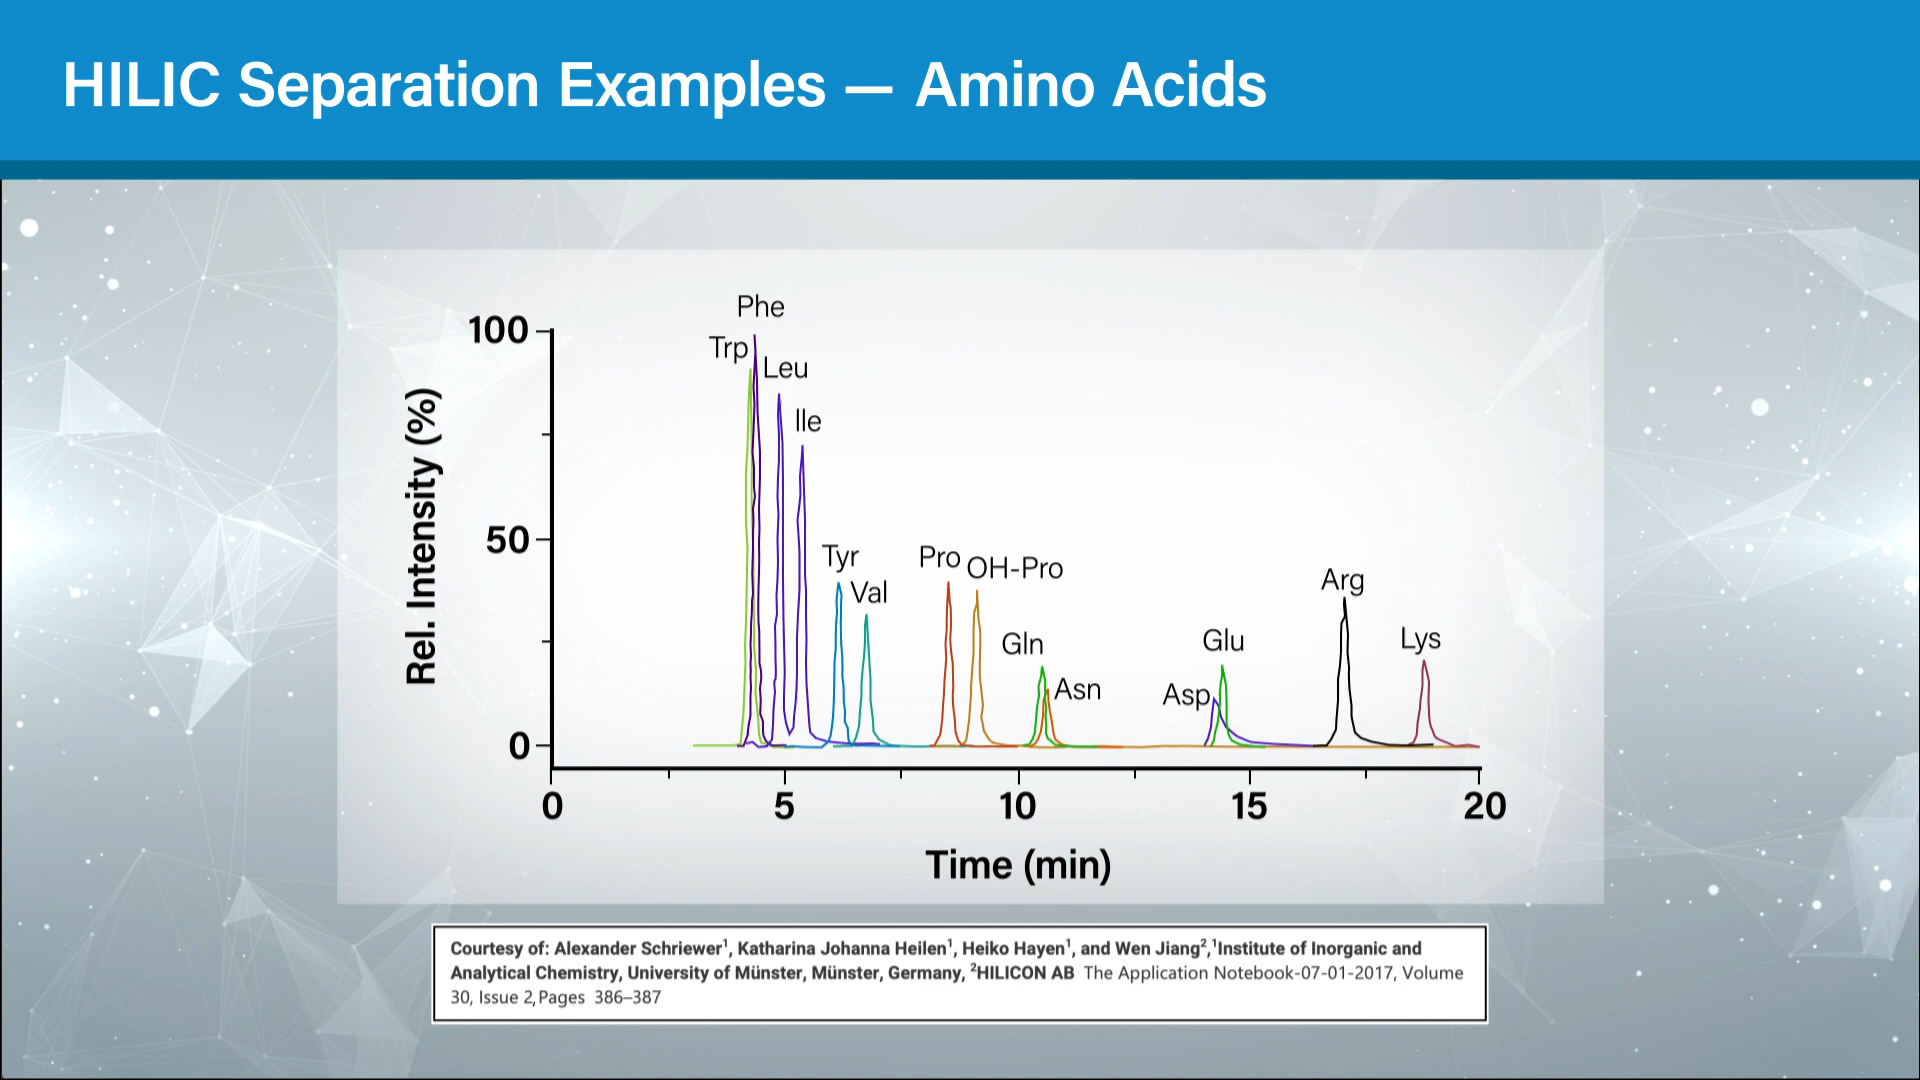 HILIC Separation Examples — Amino Acids
Phe
100
Trp
Leu
Ile
Rel. Intensity (%)
50
Tyr
Val
Pro
OH-Pro
Gln
Asn
Asp
Glu
Arg
Lys
0
0 5 10 15 20
Time (min)
Courtesy of: Alexander Schriewer¹, Katharina Johanna Heilen¹, Heiko Hayen¹, and Wen Jiang²,¹Institute of Inorganic and
Analytical Chemistry, University of Münster, Münster, Germany, ²HILICON AB The Application Notebook-07-01-2017, Volume
30, Issue 2,Pages 386–387